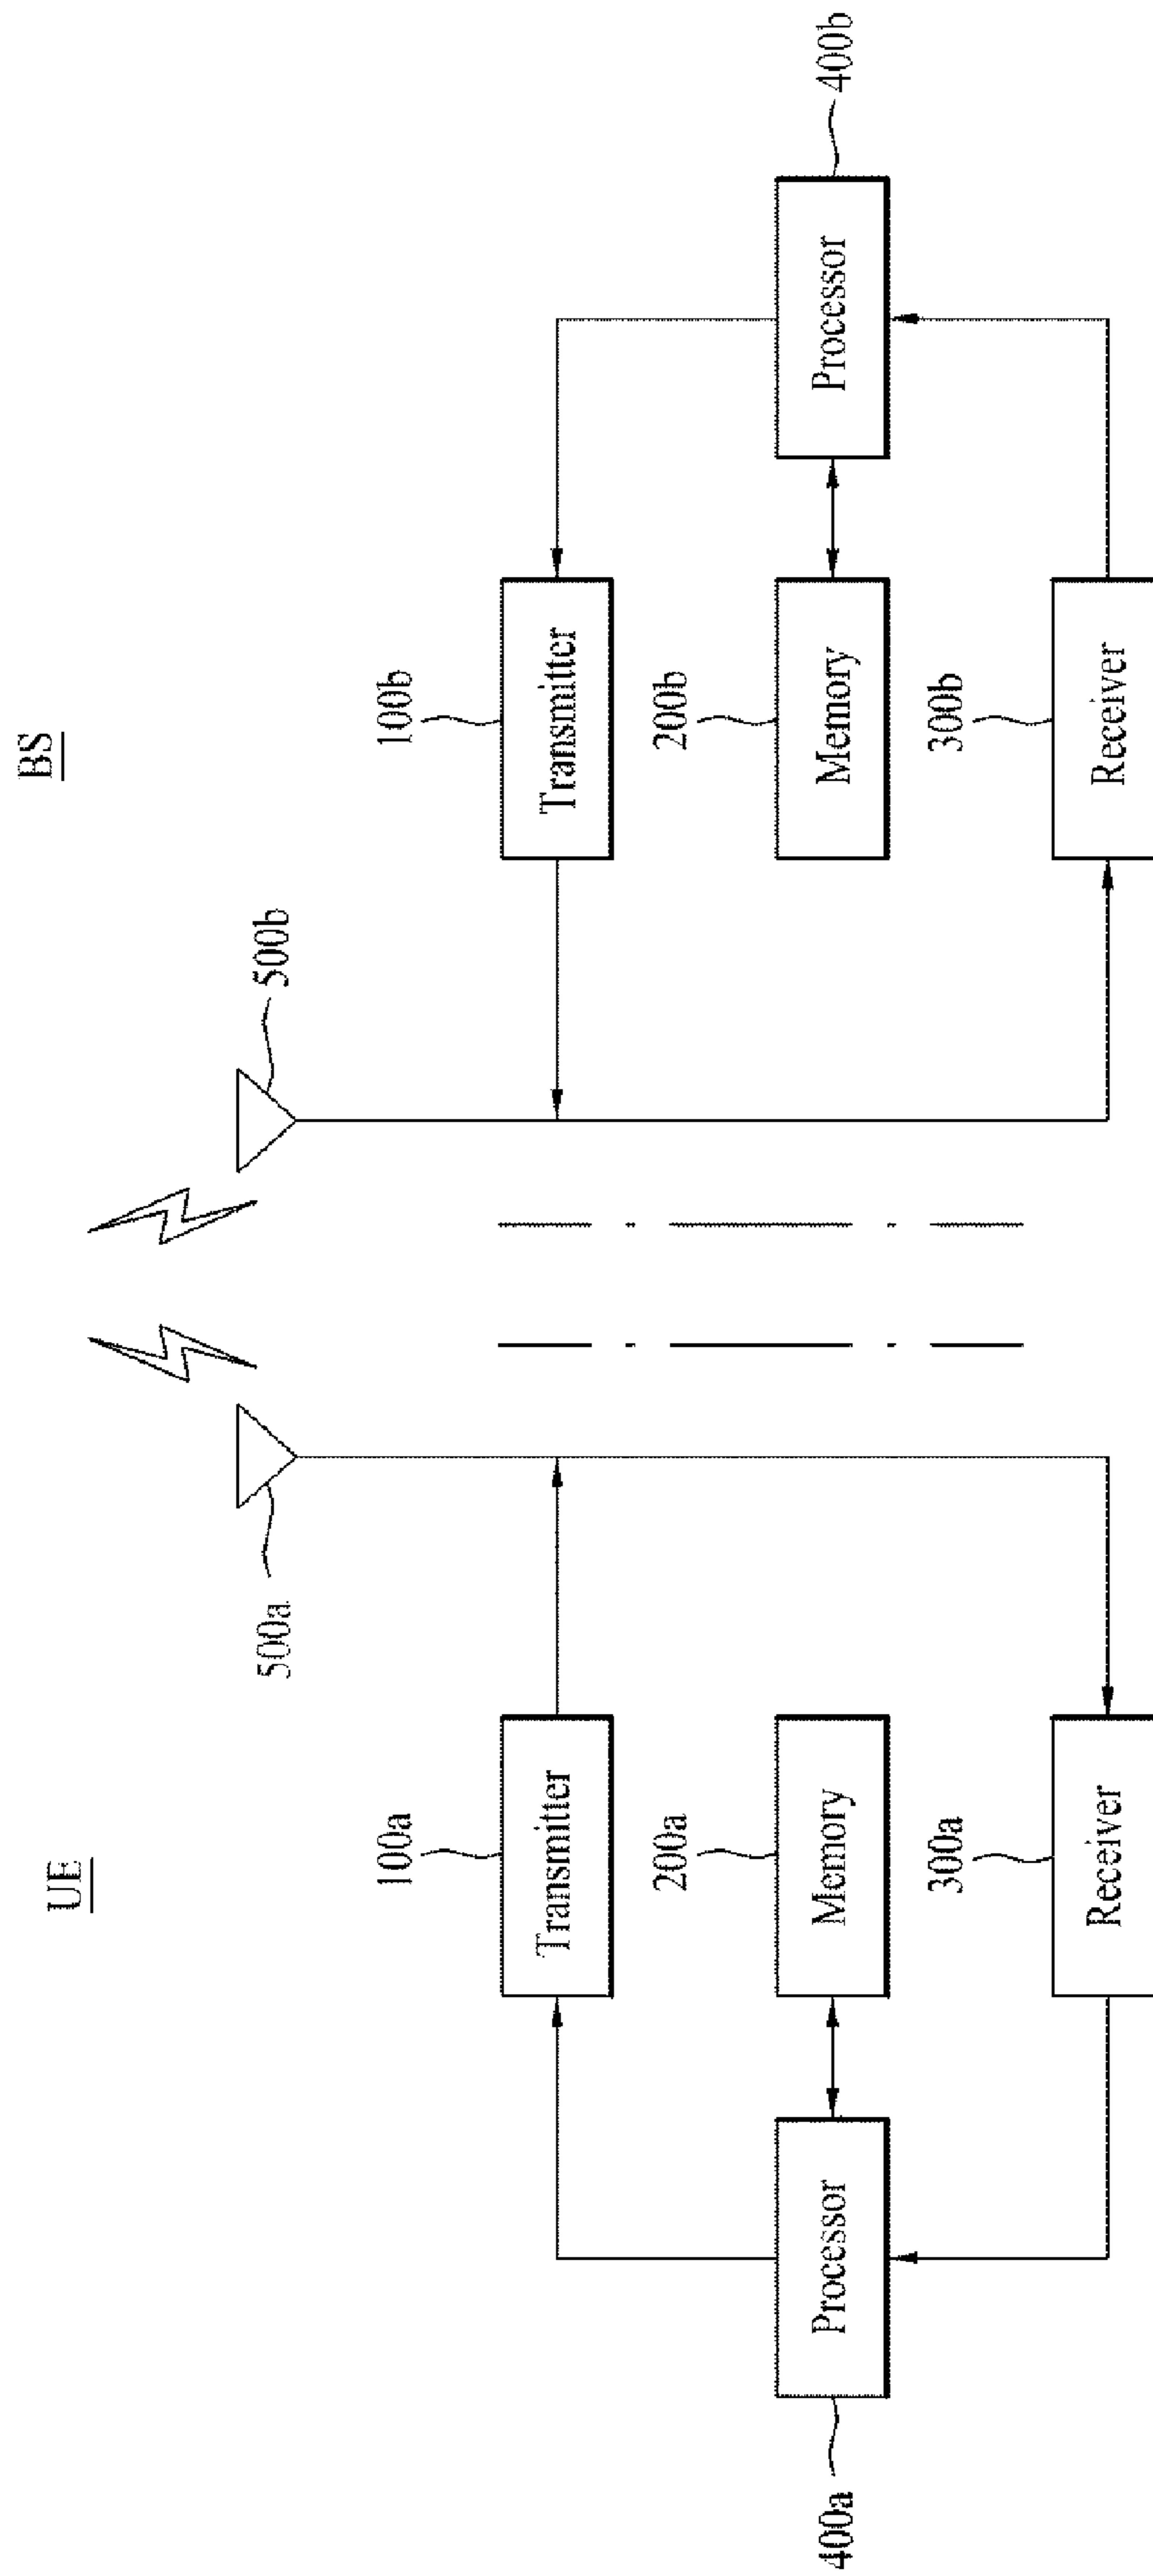 UE
BS
500a
500b
100a
Transmitter
100b
Transmitter
200a
Memory
200b
Memory
400a
Processor
Processor
400b
300a
Receiver
300b
Receiver